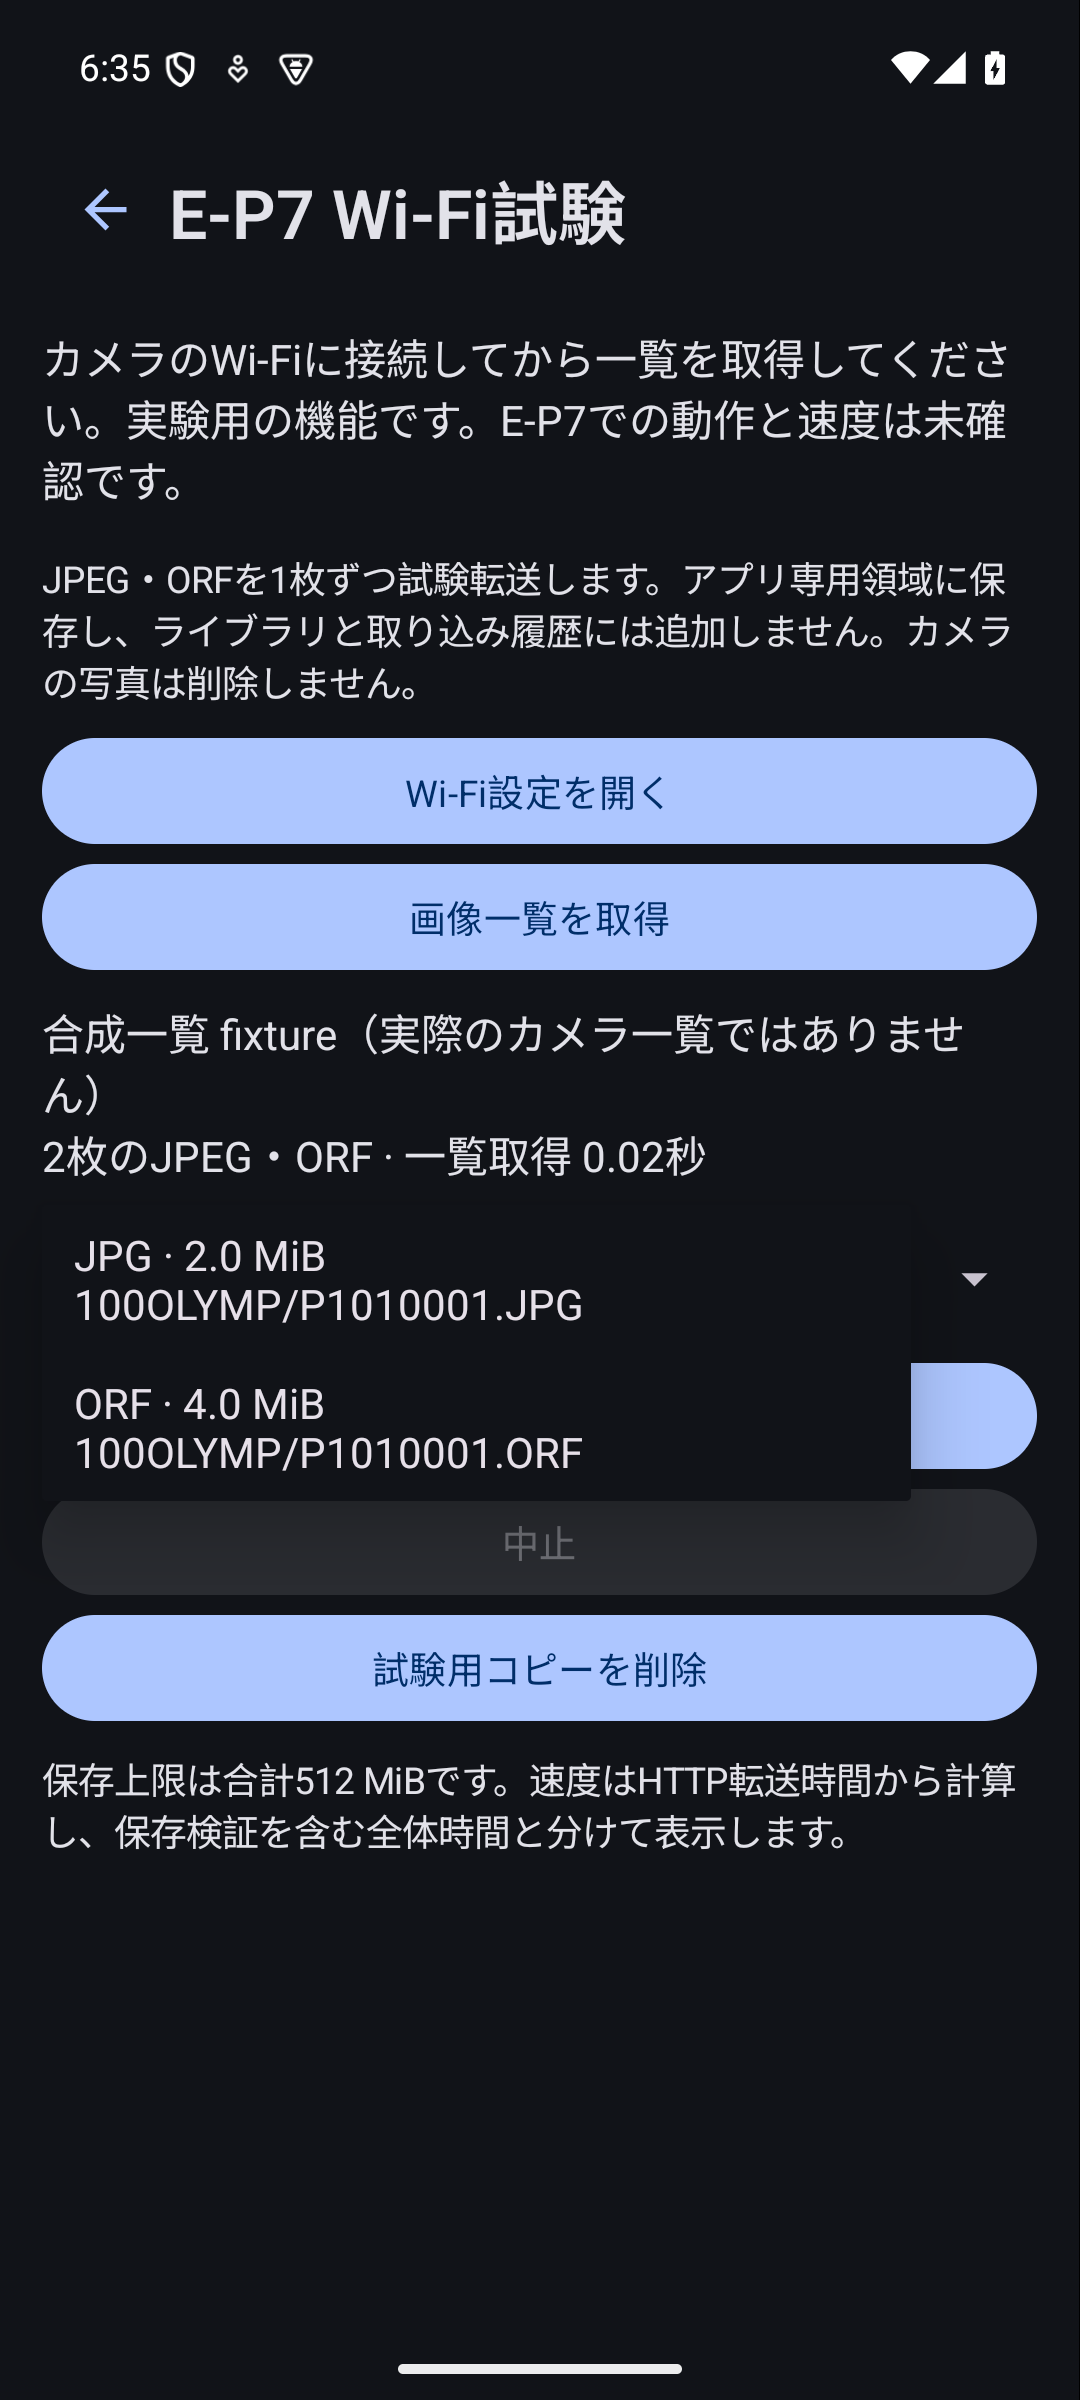 6:35
E-P7 Wi-Fi試験
カメラのWi-Fiに接続してから一覧を取得してくださ
い。実験用の機能です。E-P7での動作と速度は未確
認です。
JPEG・ORFを1枚ずつ試験転送します。アプリ専用領域に保
存し、ライブラリと取り込み履歴には追加しません。カメラ
の写真は削除しません。
Wi-Fi設定を開く
画像一覧を取得
合成一覧 fixture（実際のカメラ一覧ではありませ
ん）
2枚のJPEG・ORF · 一覧取得 0.02秒
JPG · 2.0 MiB
100OLYMP/P1010001.JPG
ORF · 4.0 MiB
100OLYMP/P1010001.ORF
中止
試験用コピーを削除
保存上限は合計512 MiBです。速度はHTTP転送時間から計算
し、保存検証を含む全体時間と分けて表示します。